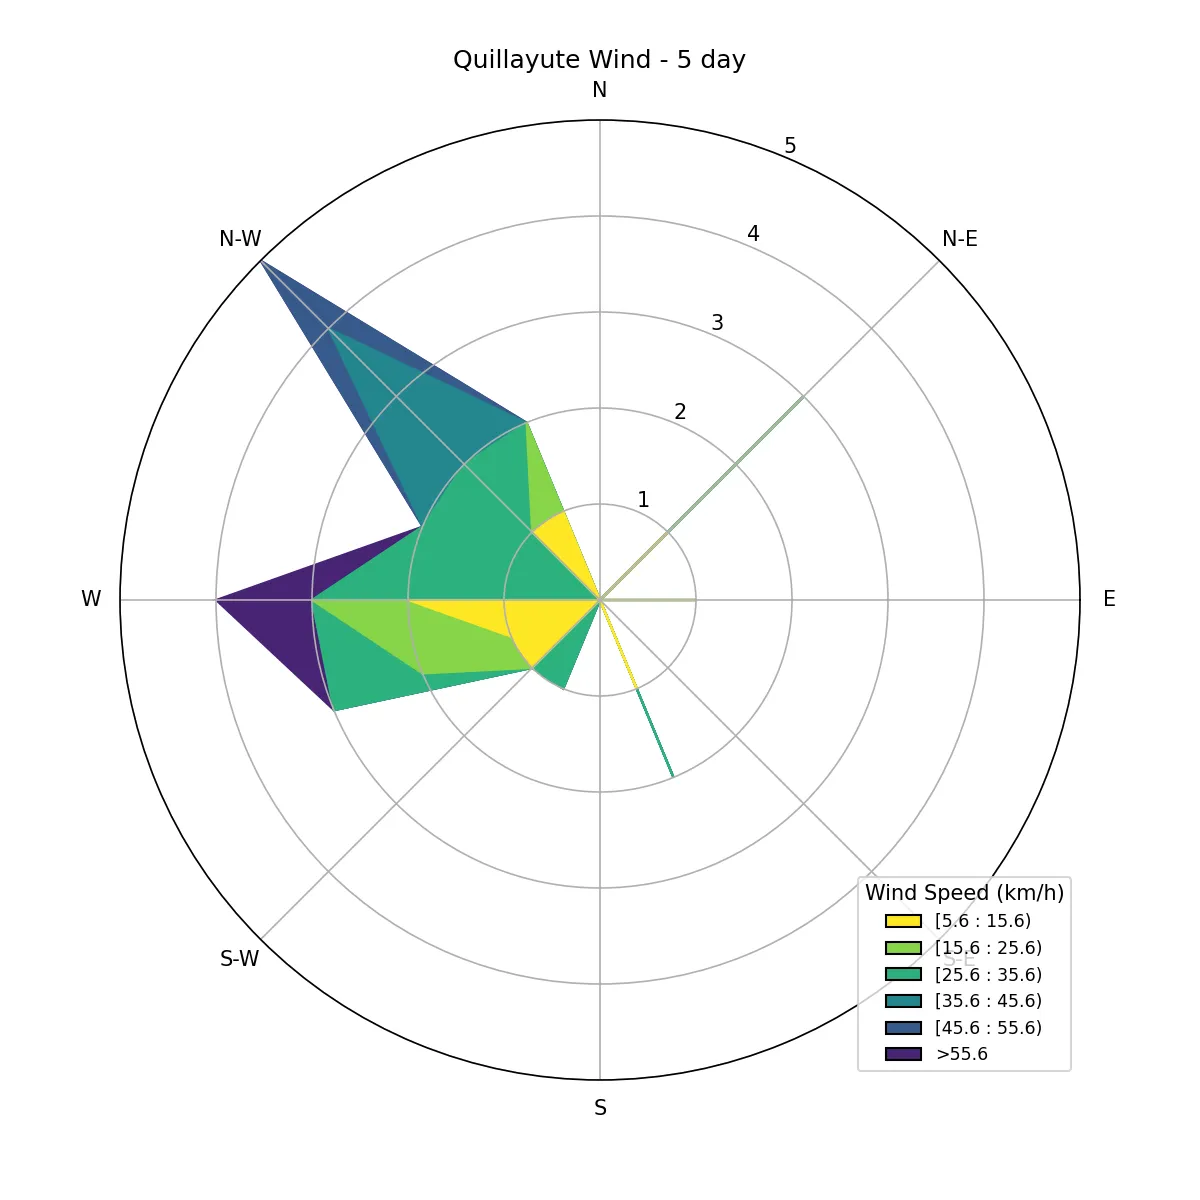 Quillayute Wind - 5 day
N
5
4
N-W
N-E
3
2
1
W
E
Wind Speed (km/h)
[5.6 : 15.6)
[15.6 : 25.6)
S-W
S-E
[25.6 : 35.6)
[35.6 : 45.6)
[45.6 : 55.6)
>55.6
S